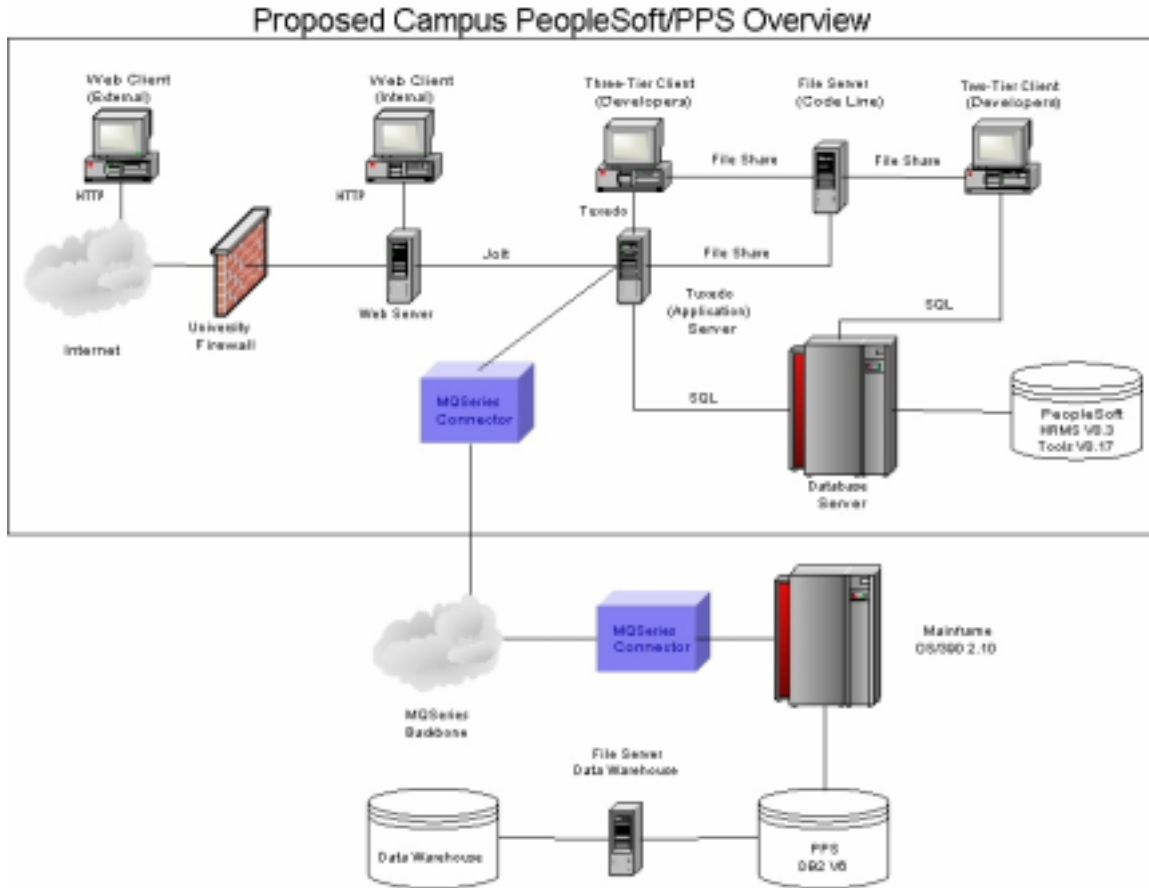 Proposed Campus PeopleSoft/PPS Overview
Web Client
(External)
Web Client
(Internal)
Three-Tier Client
(Developers)
File Server
(Code Line)
Two-Tier Client
(Developers)
File Share
File Share
HTTP
HTTP
Tuxedo
Jolt
File Share
Web Server
Tuxedo
(Application)
Server
SQL
University
Firewall
Internet
MQSeries
Connector
SQL
PeopleSoft
HRMS V8.3
Tools V8.17
Database
Server
MQSeries
Connector
Mainframe
OS/390 2.10
MQSeries
Backbone
File Server
Data Warehouse
Data Warehouse
PPS
DB2 V6